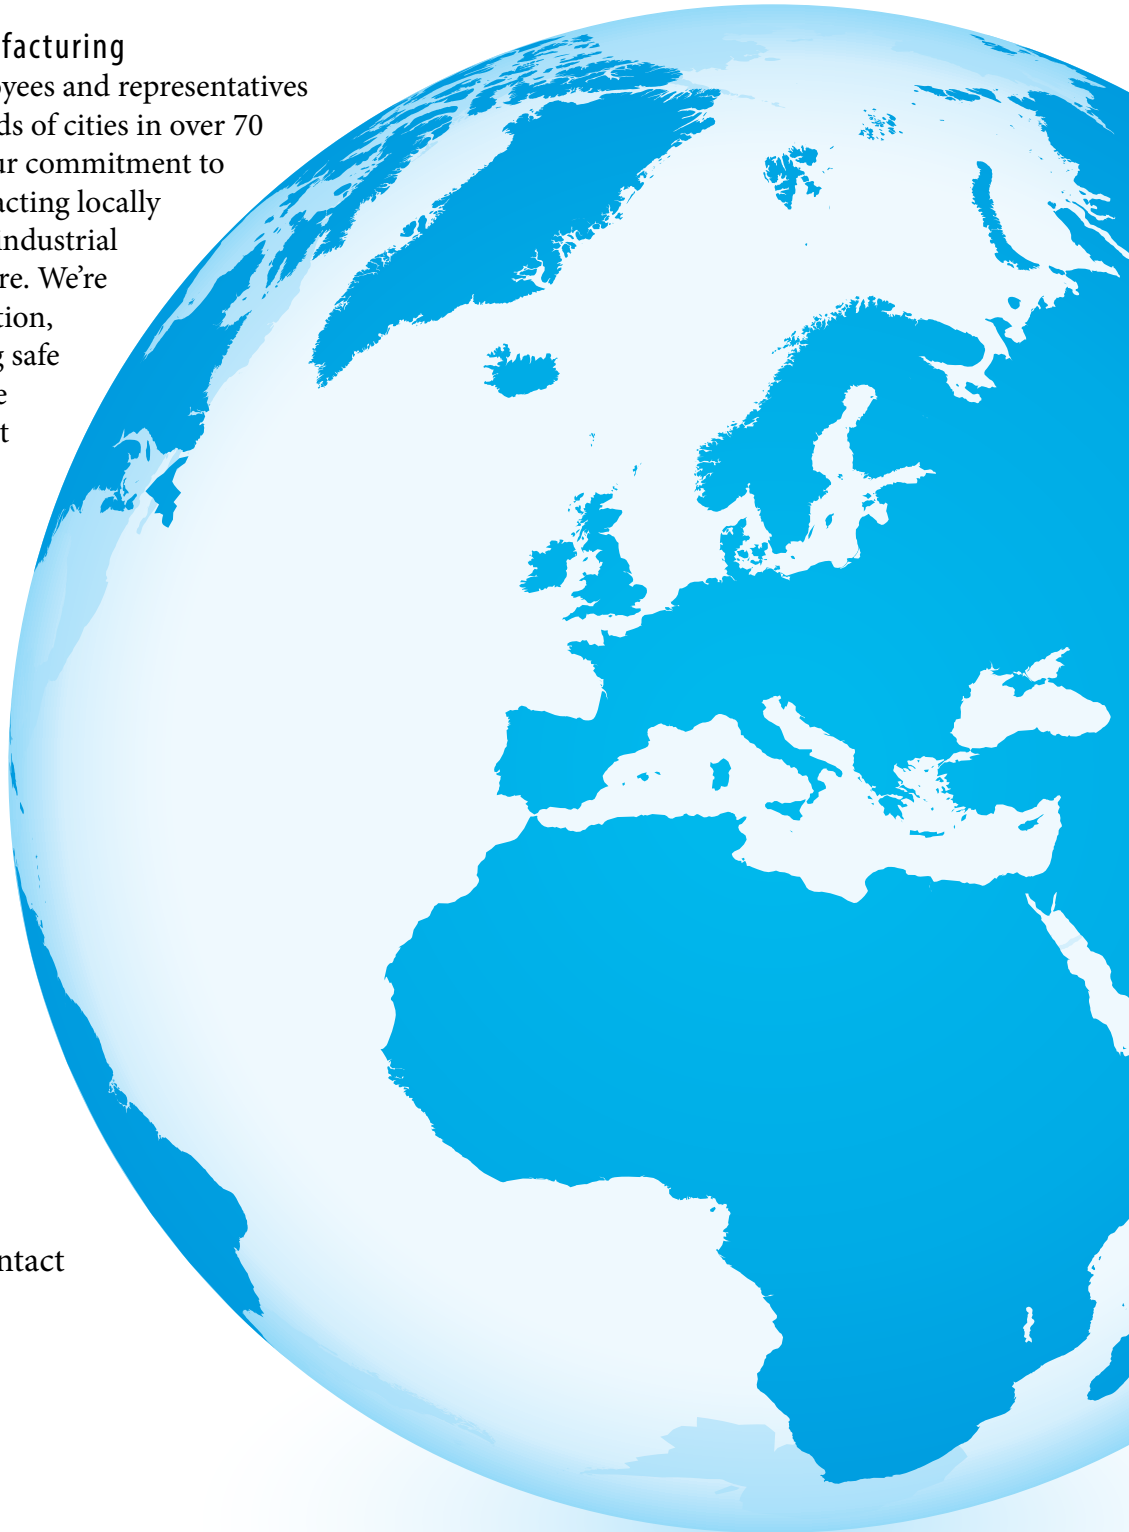 facturing
yees and representatives
ds of cities in over 70
ur commitment to
acting locally
industrial
re. We’re
tion,
g safe
e
t
ntact